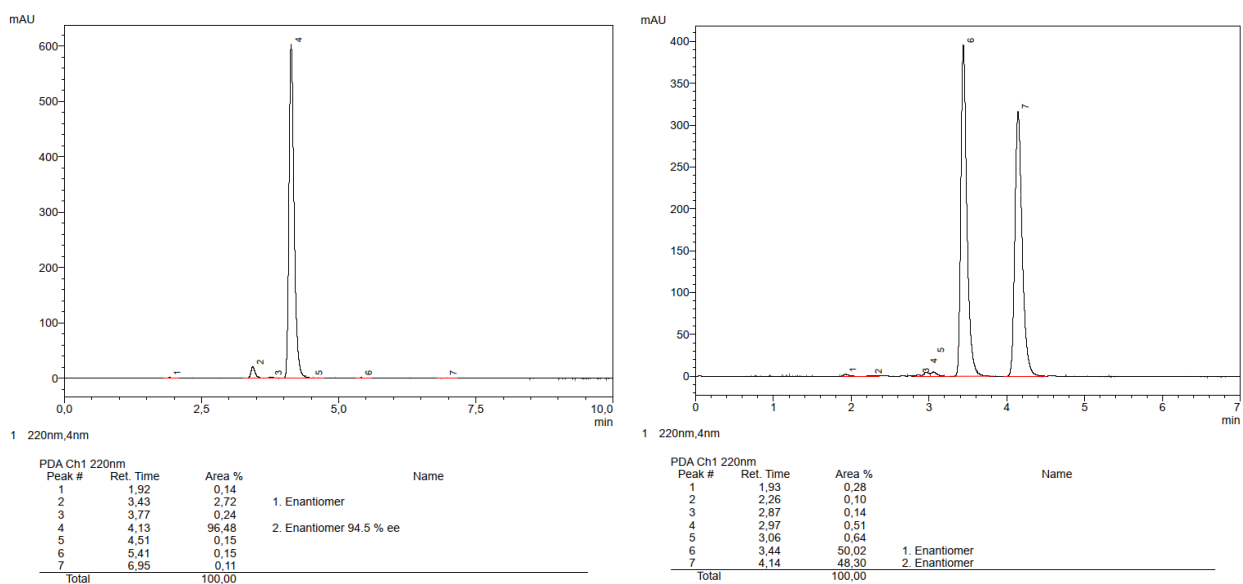 mAU
600
500
400
300
200
100
0
4
1
2
3
5
6
7
0,0 2,5 5,0 7,5 10,0
min
1 220nm,4nm
PDA Ch1 220nm
Peak # Ret. Time Area % Name
1 1,92 0,14
2 3,43 2,72 1. Enantiomer
3 3,77 0,24
4 4,13 96,48 2. Enantiomer 94.5 % ee
5 4,51 0,15
6 5,41 0,15
7 6,95 0,11
Total 100,00
mAU
400
350
300
250
200
150
100
50
0
6
7
1
2
3
4
5
0 1 2 3 4 5 6 7
min
1 220nm,4nm
PDA Ch1 220nm
Peak # Ret. Time Area % Name
1 1,93 0,28
2 2,26 0,10
3 2,87 0,14
4 2,97 0,51
5 3,06 0,64
6 3,44 50,02 1. Enantiomer
7 4,14 48,30 2. Enantiomer
Total 100,00